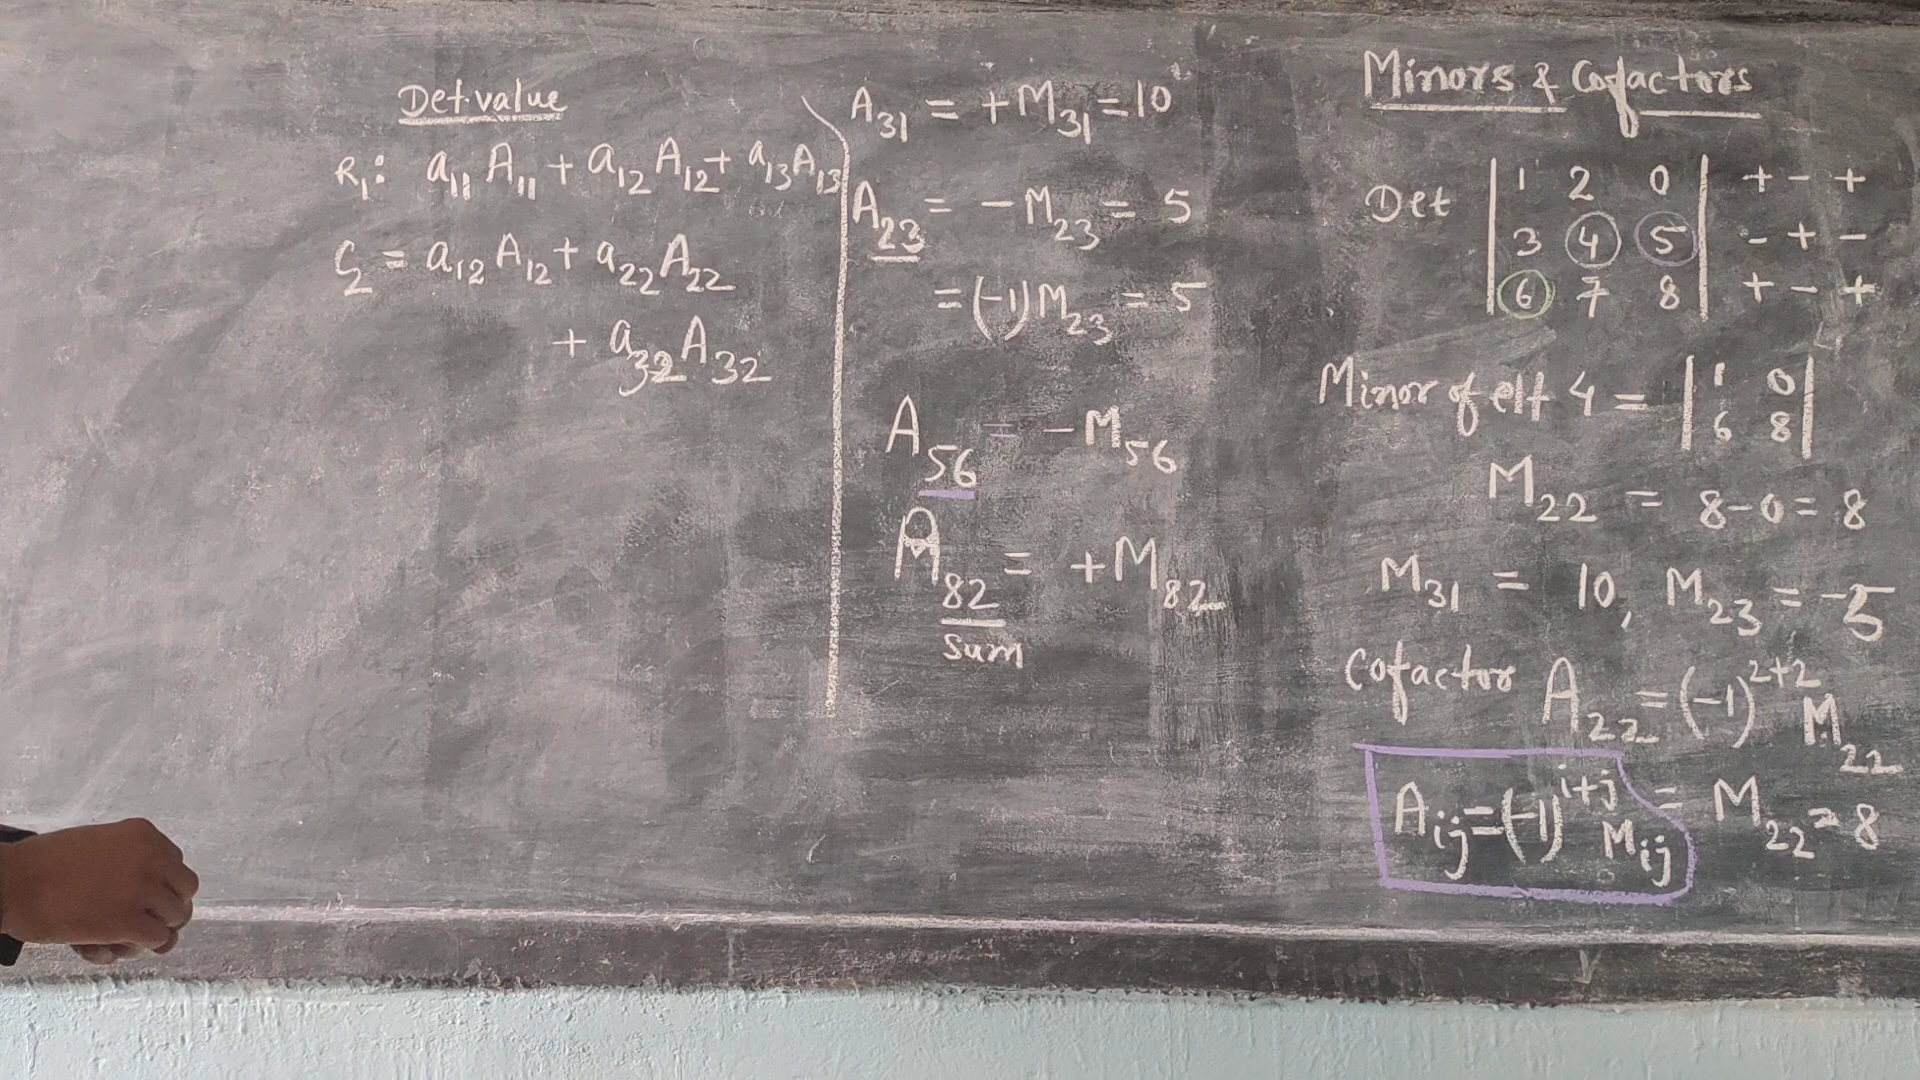 Minors & Cofactors
Det | 1 2 0 | + - +
| 3 4 5 | - + -
| 6 7 8 | + - +
Minor of elt 4 = | 1 0 |
| 6 8 |
M22 = 8-0 = 8
M31 = 10, M23 = -5
Cofactor A22 = (-1)^2+2 M22
= M22 = 8
Aij = (-1)^i+j Mij
A31 = +M31 = 10
A23 = -M23 = 5
= (-1)M23 = 5
A56 = -M56
A82 = +M82
Sum
Det.value
R1: a11 A11 + a12 A12 + a13 A13
C2 = a12 A12 + a22 A22
+ a32 A32